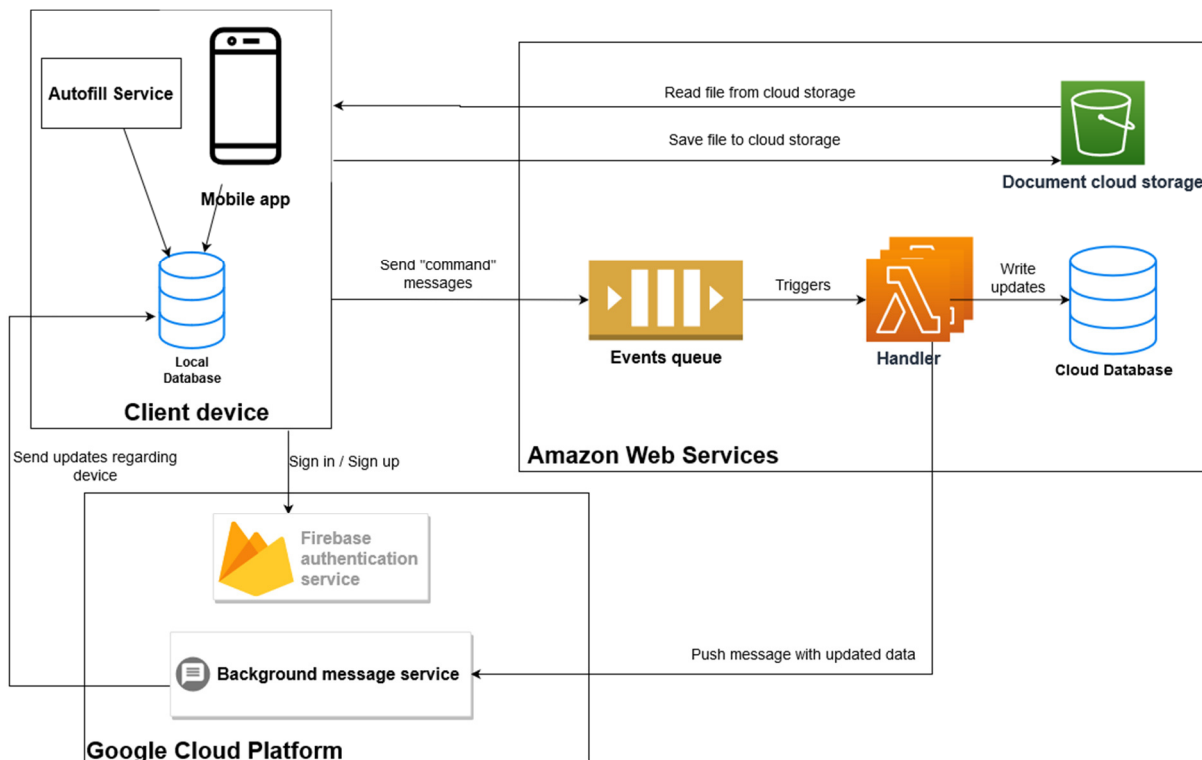 Autofill Service
Mobile app
Local
Database
Client device
Read file from cloud storage
Save file to cloud storage
Document cloud storage
Send "command"
messages
Events queue
Triggers
Handler
Write
updates
Cloud Database
Amazon Web Services
Send updates regarding
device
Sign in / Sign up
Firebase
authentication
service
Background message service
Push message with updated data
Google Cloud Platform